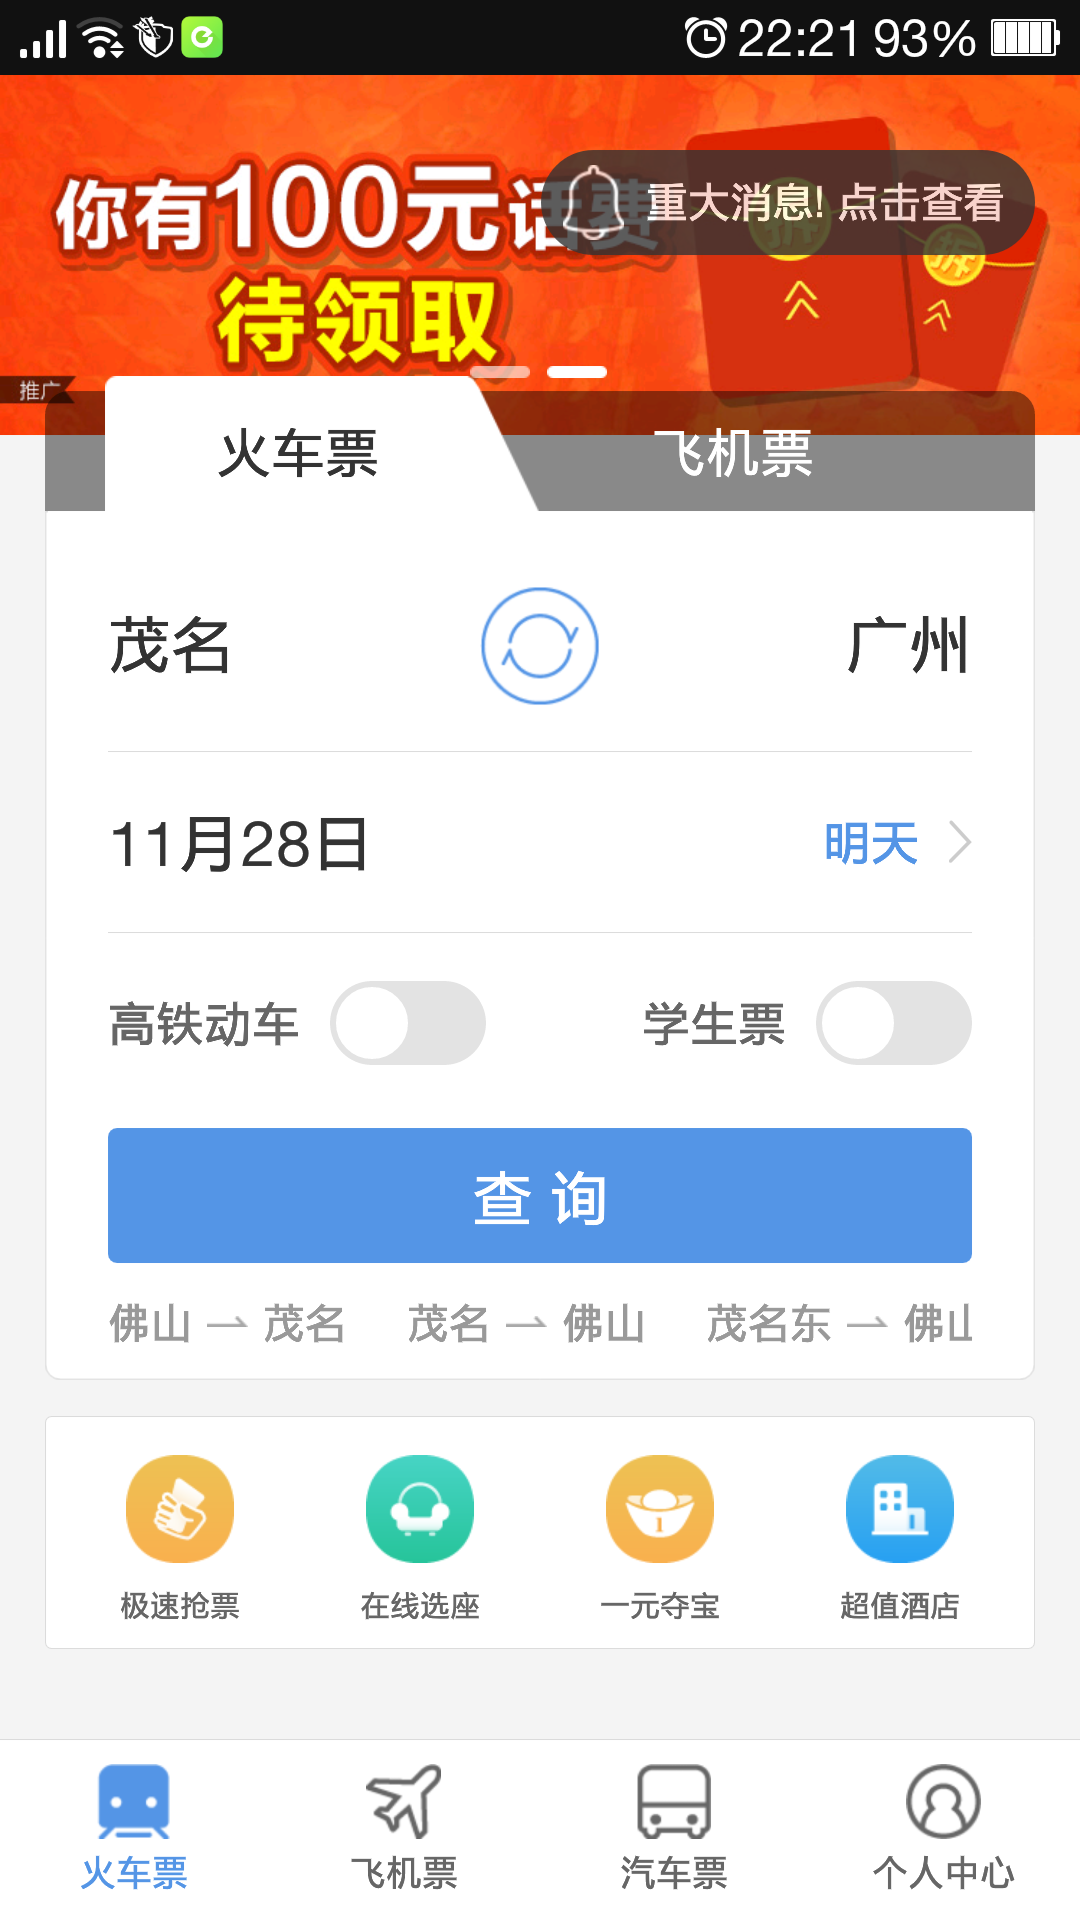 22:21 93%
你有100元话费
待领取
重大消息! 点击查看
推广
火车票 飞机票
茂名 广州
11月28日 明天
高铁动车 学生票
查 询
佛山 茂名 茂名 佛山 茂名东 佛山
极速抢票 在线选座 一元夺宝 超值酒店
火车票 飞机票 汽车票 个人中心